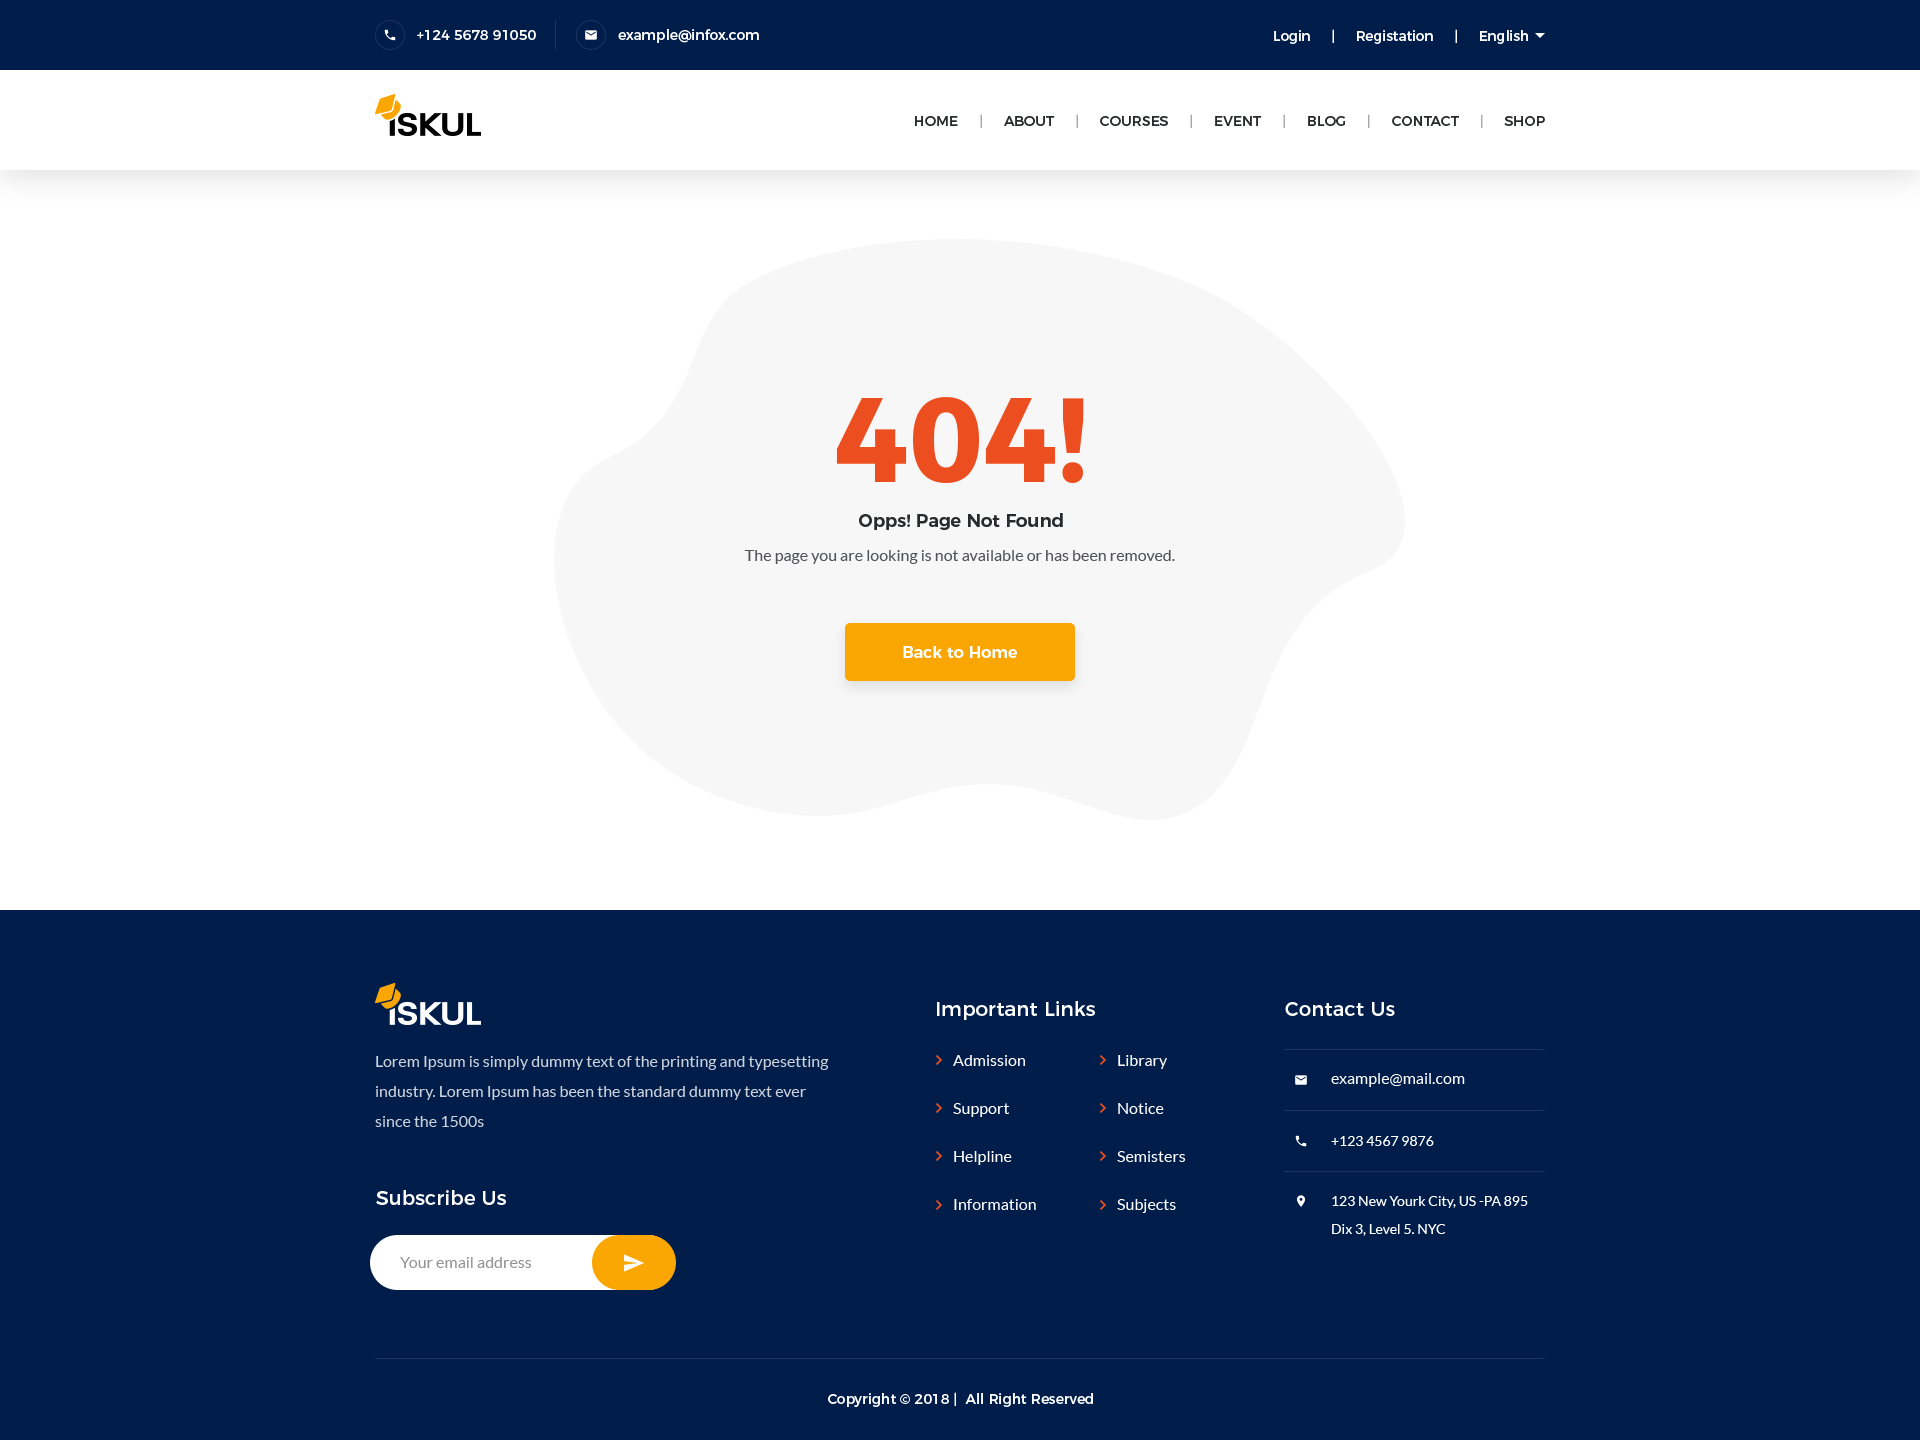 +124 5678 91050 example@infox.com Login | Registation | English
ISKUL
HOME | ABOUT | COURSES | EVENT | BLOG | CONTACT | SHOP
404!
Opps! Page Not Found
The page you are looking is not available or has been removed.
Back to Home
ISKUL
Lorem Ipsum is simply dummy text of the printing and typesetting
industry. Lorem Ipsum has been the standard dummy text ever
since the 1500s
Subscribe Us
Your email address
Important Links
Admission
Support
Helpline
Information
Library
Notice
Semisters
Subjects
Contact Us
example@mail.com
+123 4567 9876
123 New Yourk City, US -PA 895
Dix 3, Level 5. NYC
Copyright © 2018 | All Right Reserved